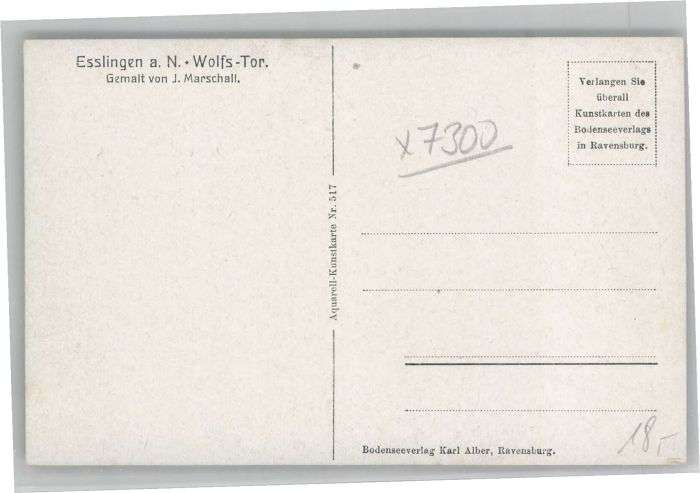 Esslingen a. N. • Wolfs-Tor.
Gemalt von J. Marschall.
Aquarell-Kunstkarte Nr. 517
Verlangen Sie
überall
Kunstkarten des
Bodenseeverlags
in Ravensburg.
x7300
Bodenseeverlag Karl Alber, Ravensburg.
18,-